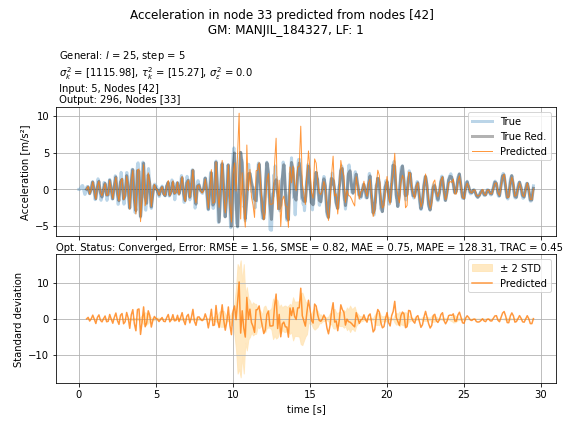 Acceleration in node 33 predicted from nodes [42]
GM: MANJIL_184327, LF: 1
General: l = 25, step = 5
σ²ₖ = [1115.98], τ²ₖ = [15.27], σ²ε = 0.0
Input: 5, Nodes [42]
Output: 296, Nodes [33]
Acceleration [m/s²]
10
5
0
−5
True
True Red.
Predicted
Opt. Status: Converged, Error: RMSE = 1.56, SMSE = 0.82, MAE = 0.75, MAPE = 128.31, TRAC = 0.45
Standard deviation
10
0
−10
± 2 STD
Predicted
0 5 10 15 20 25 30
time [s]